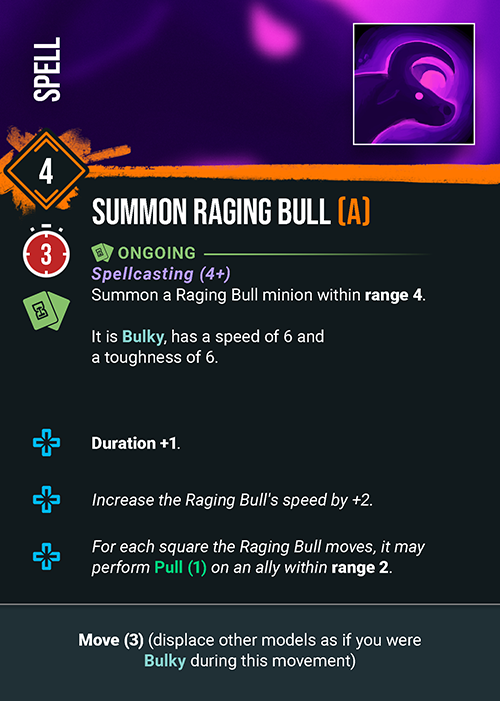 SPELL
4
SUMMON RAGING BULL (A)
3
ONGOING
Spellcasting (4+)
Summon a Raging Bull minion within range 4.
It is Bulky, has a speed of 6 and
a toughness of 6.
Duration +1.
Increase the Raging Bull's speed by +2.
For each square the Raging Bull moves, it may
perform Pull (1) on an ally within range 2.
Move (3) (displace other models as if you were
Bulky during this movement)